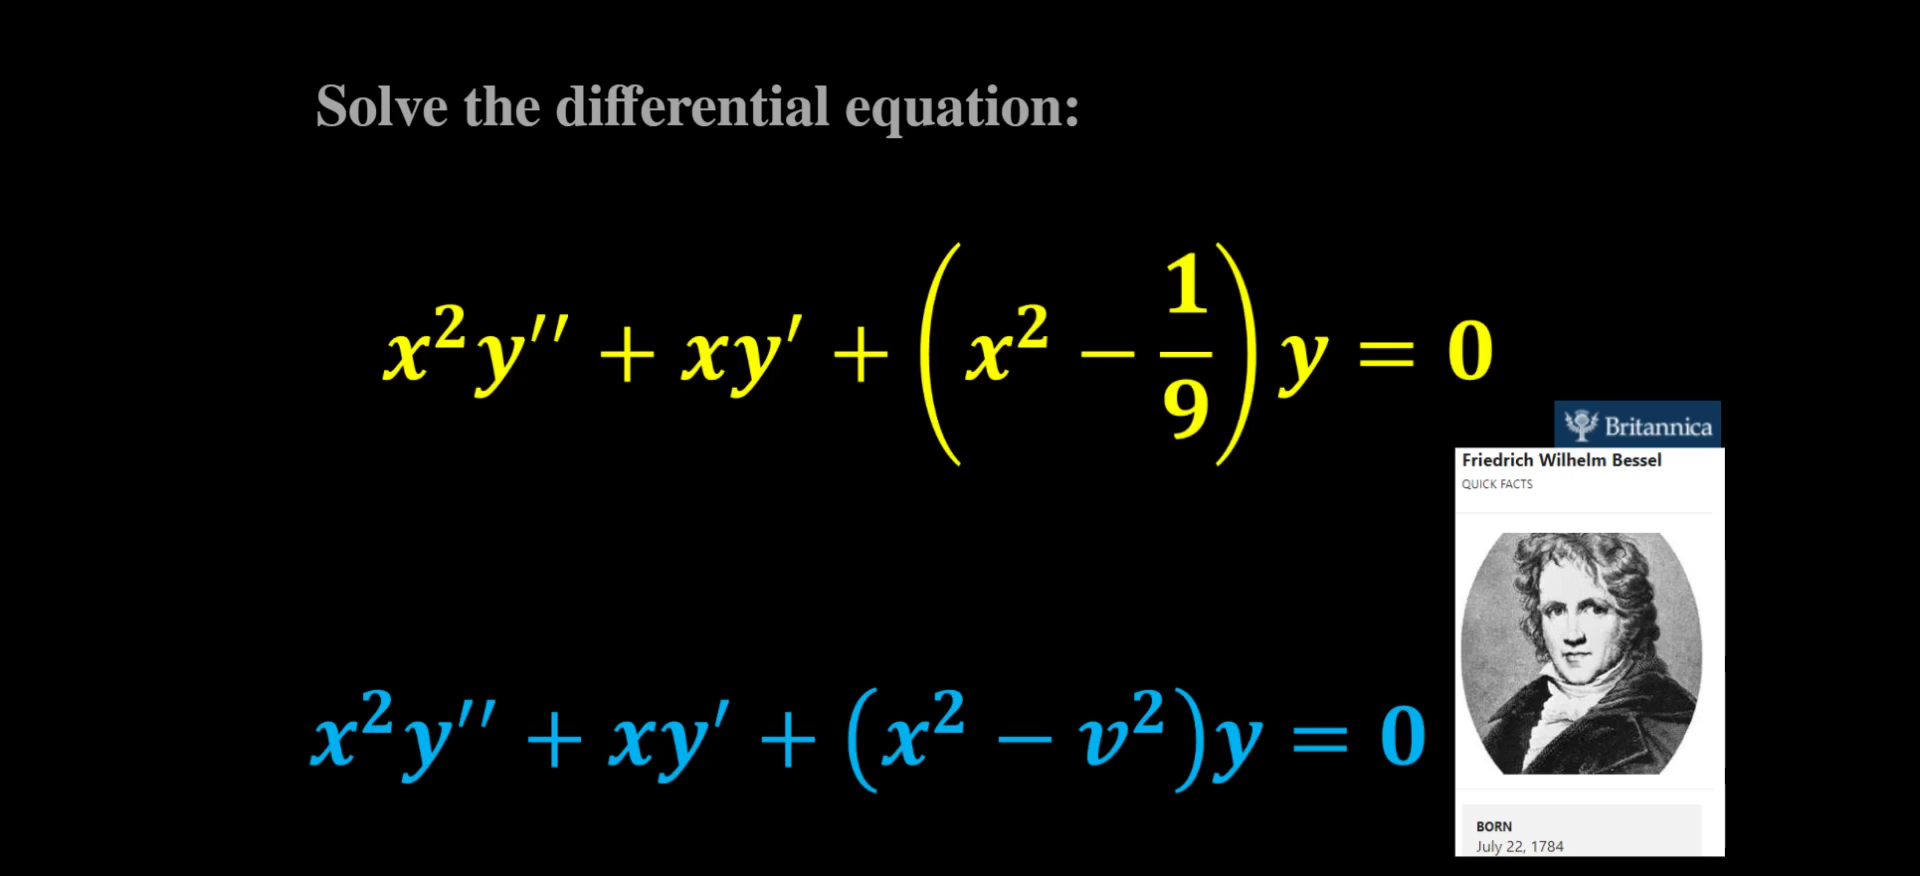 Solve the differential equation:
x²y′′ + xy′ + (x² − 1/9) y = 0
Britannica
Friedrich Wilhelm Bessel
QUICK FACTS
x²y′′ + xy′ + (x² − v²)y = 0
BORN
July 22, 1784